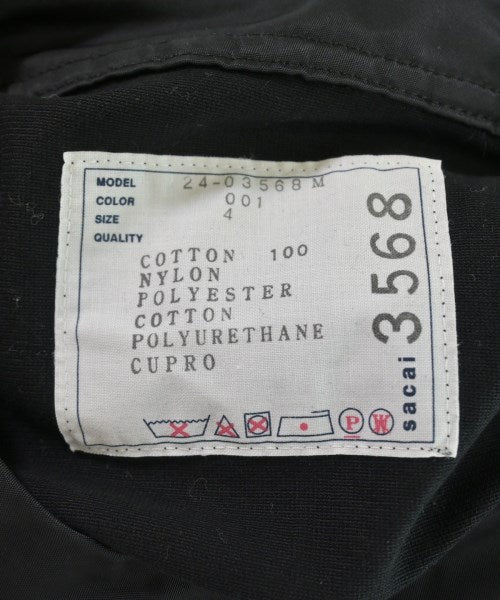 MODEL 24-03568M
COLOR 001
SIZE 4
QUALITY
COTTON 100
NYLON
POLYESTER
COTTON
POLYURETHANE
CUPRO
P
W
sacai 3568